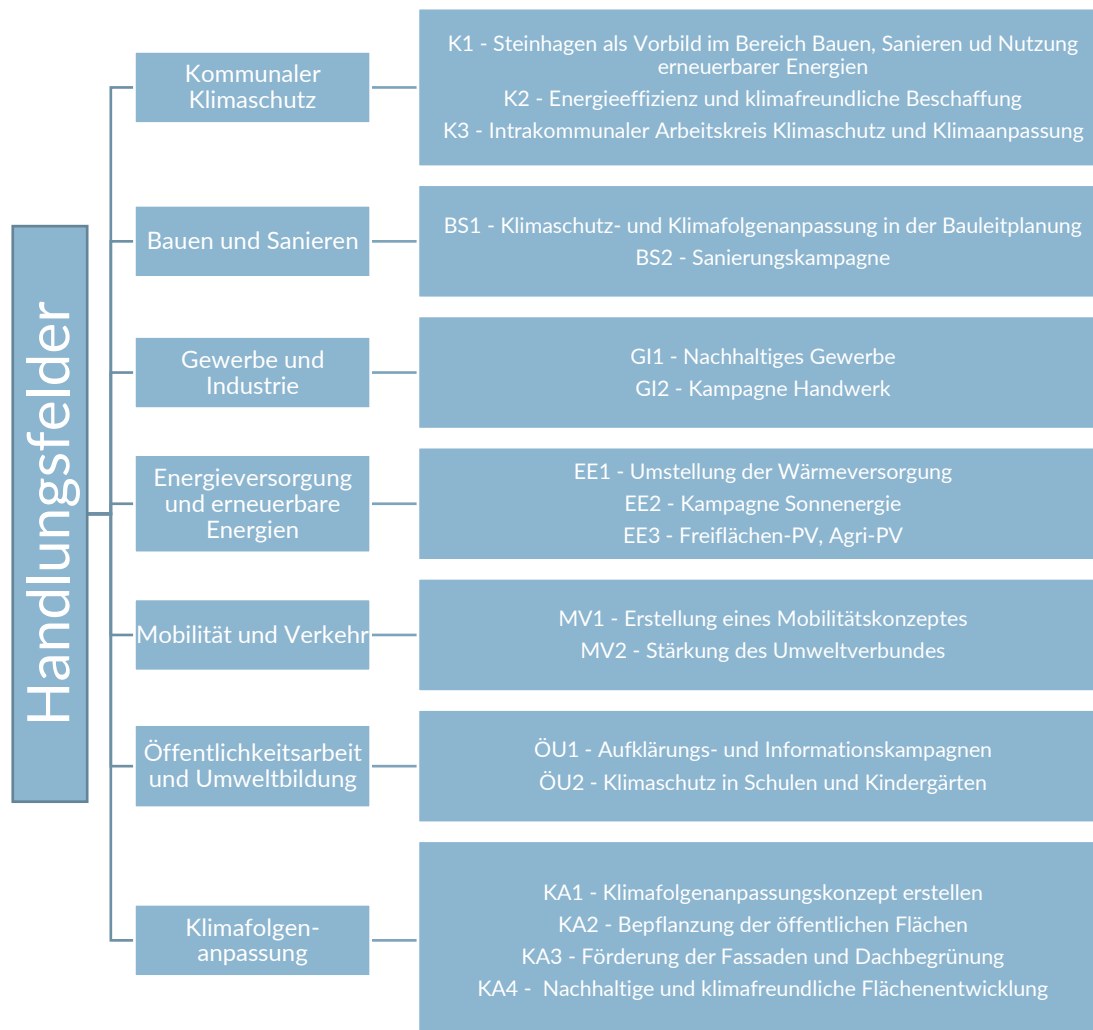 Handlungsfelder
Kommunaler
Klimaschutz
K1 - Steinhagen als Vorbild im Bereich Bauen, Sanieren ud Nutzung
erneuerbarer Energien
K2 - Energieeffizienz und klimafreundliche Beschaffung
K3 - Intrakommunaler Arbeitskreis Klimaschutz und Klimaanpassung
Bauen und Sanieren
BS1 - Klimaschutz- und Klimafolgenanpassung in der Bauleitplanung
BS2 - Sanierungskampagne
Gewerbe und
Industrie
GI1 - Nachhaltiges Gewerbe
GI2 - Kampagne Handwerk
Energieversorgung
und erneuerbare
Energien
EE1 - Umstellung der Wärmeversorgung
EE2 - Kampagne Sonnenergie
EE3 - Freiflächen-PV, Agri-PV
Mobilität und Verkehr
MV1 - Erstellung eines Mobilitätskonzeptes
MV2 - Stärkung des Umweltverbundes
Öffentlichkeitsarbeit
und Umweltbildung
ÖU1 - Aufklärungs- und Informationskampagnen
ÖU2 - Klimaschutz in Schulen und Kindergärten
Klimafolgen-
anpassung
KA1 - Klimafolgenanpassungskonzept erstellen
KA2 - Bepflanzung der öffentlichen Flächen
KA3 - Förderung der Fassaden und Dachbegrünung
KA4 -  Nachhaltige und klimafreundliche Flächenentwicklung